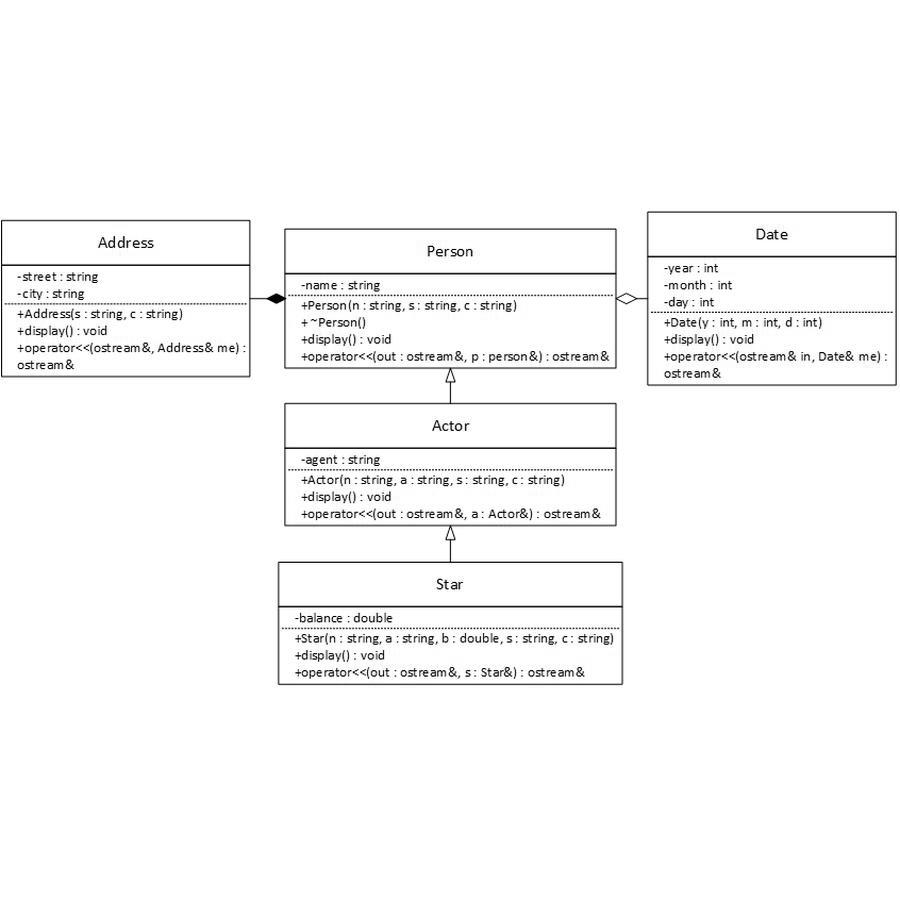 Address
-street : string
-city : string
+Address(s : string, c : string)
+display() : void
+operator<<(ostream&, Address& me) :
ostream&
Person
-name : string
+Person(n : string, s : string, c : string)
+ ~Person()
+display() : void
+operator<<(out : ostream&, p : person&) : ostream&
Date
-year : int
-month : int
-day : int
+Date(y : int, m : int, d : int)
+display() : void
+operator<<(ostream& in, Date& me) :
ostream&
Actor
-agent : string
+Actor(n : string, a : string, s : string, c : string)
+display() : void
+operator<<(out : ostream&, a : Actor&) : ostream&
Star
-balance : double
+Star(n : string, a : string, b : double, s : string, c : string)
+display() : void
+operator<<(out : ostream&, s : Star&) : ostream&